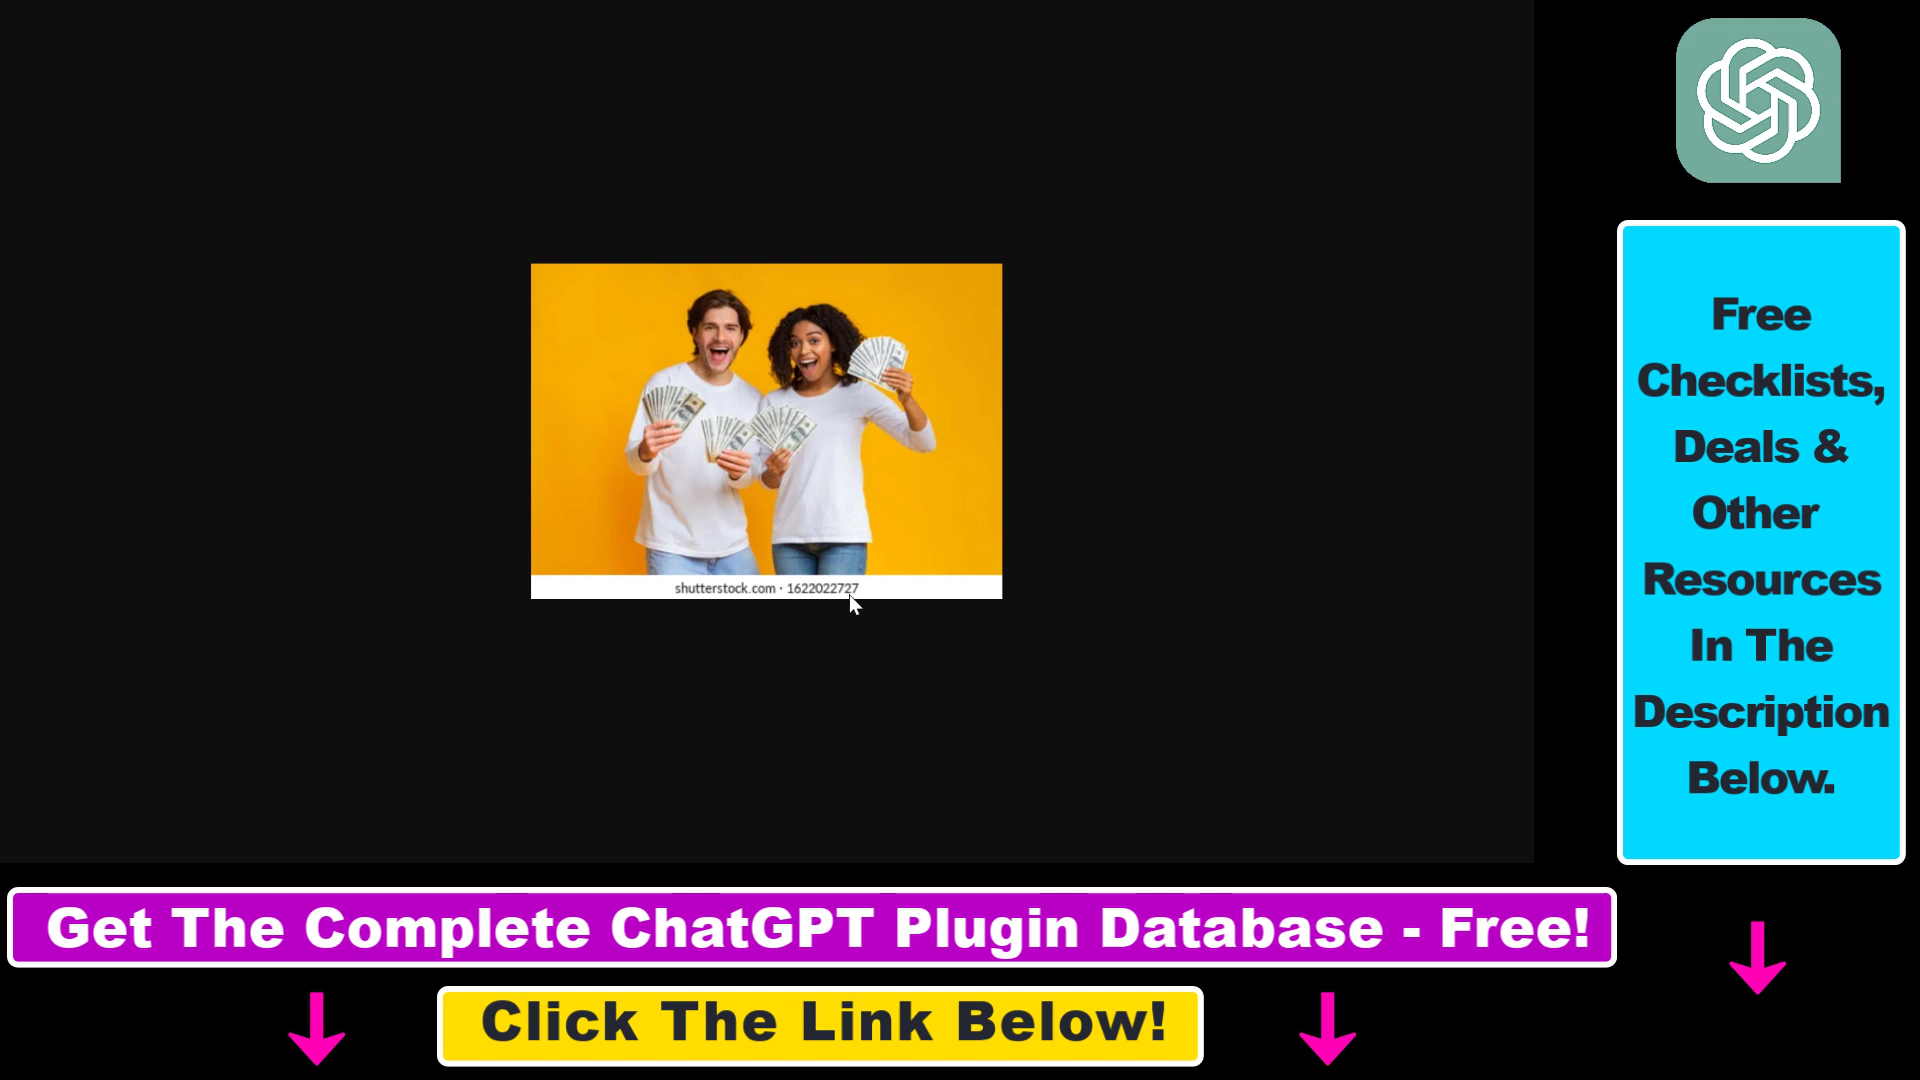 shutterstock.com · 1622022727
Free
Checklists,
Deals &
Other
Resources
In The
Description
Below.
Get The Complete ChatGPT Plugin Database - Free!
Click The Link Below!